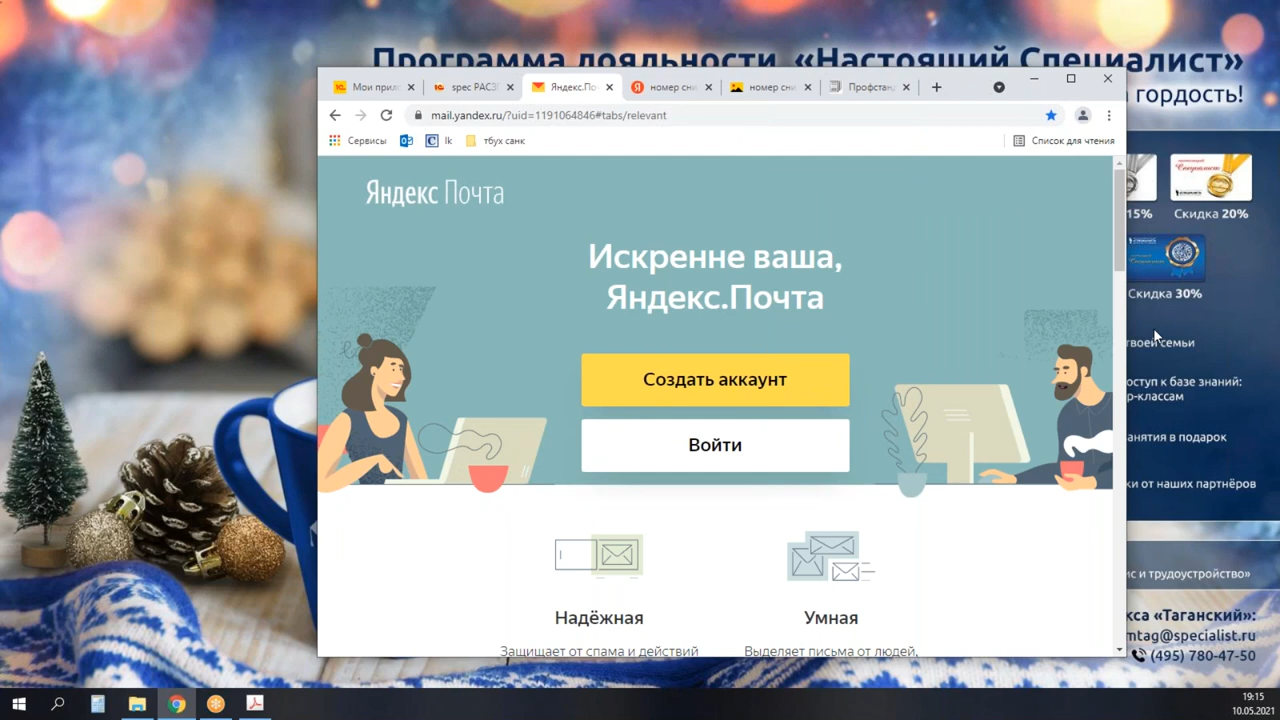 Программа лояльности «Настоящий Специалист»
гордость!
Мои прил
spec РАСЗ
Яндекс.По
номер сни
номер сни
Профстан
mail.yandex.ru/?uid=1191064846#tabs/relevant
Сервисы
lk
тбух санк
Список для чтения
Яндекс Почта
Искренне ваша,
Яндекс.Почта
Создать аккаунт
Войти
Надёжная
Умная
Защищает от спама и действий
Выделяет письма от людей,
15%
Скидка 20%
Скидка 30%
твоей семьи
оступ к базе знаний:
р-классам
анятия в подарок
ки от наших партнёров
ис и трудоустройство»
кса «Таганский»:
mtag@specialist.ru
(495) 780-47-50
19:15
10.05.2021